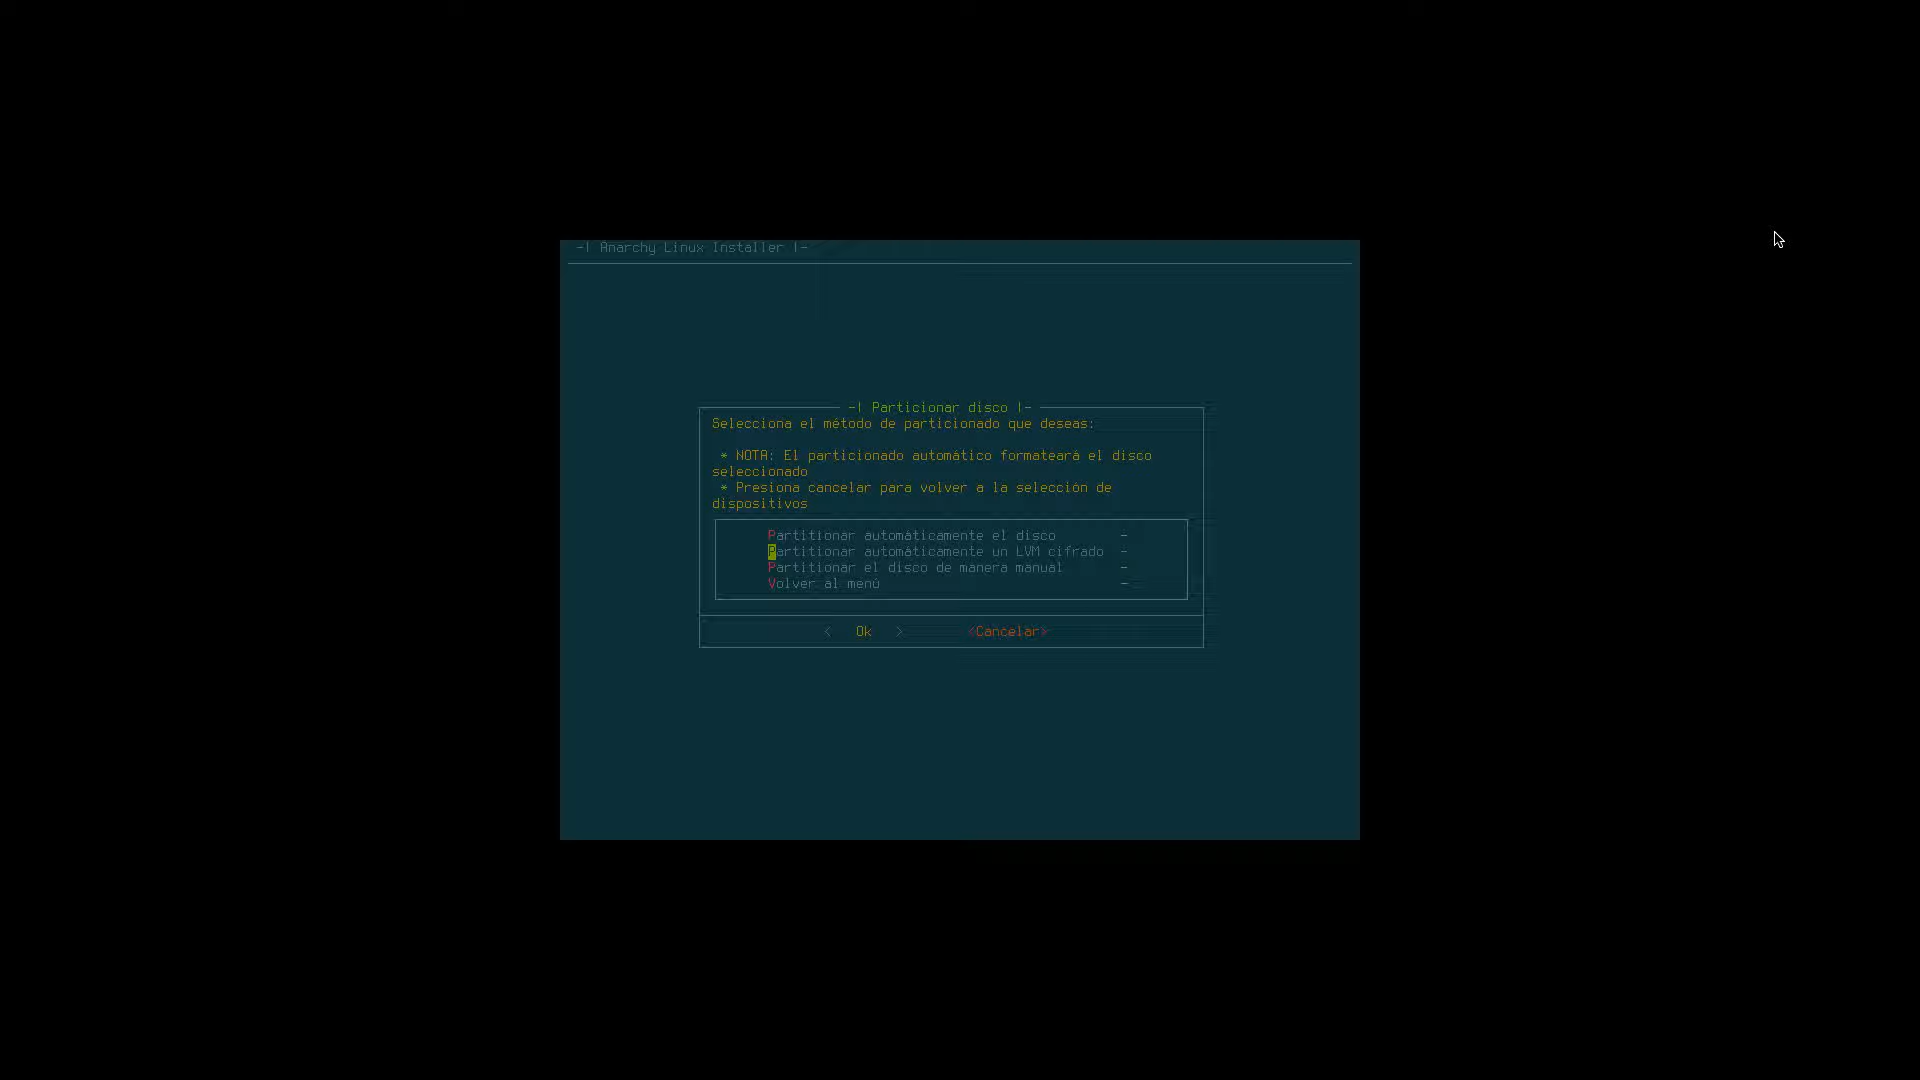 -| Anarchy Linux Installer |-
-| Particionar disco |-
Selecciona el método de particionado que deseas:
* NOTA: El particionado automático formateará el disco
seleccionado
* Presiona cancelar para volver a la selección de
dispositivos
Partitionar automáticamente el disco -
Partitionar automáticamente un LVM cifrado -
Partitionar el disco de manera manual -
Volver al menú -
< Ok > <Cancelar>